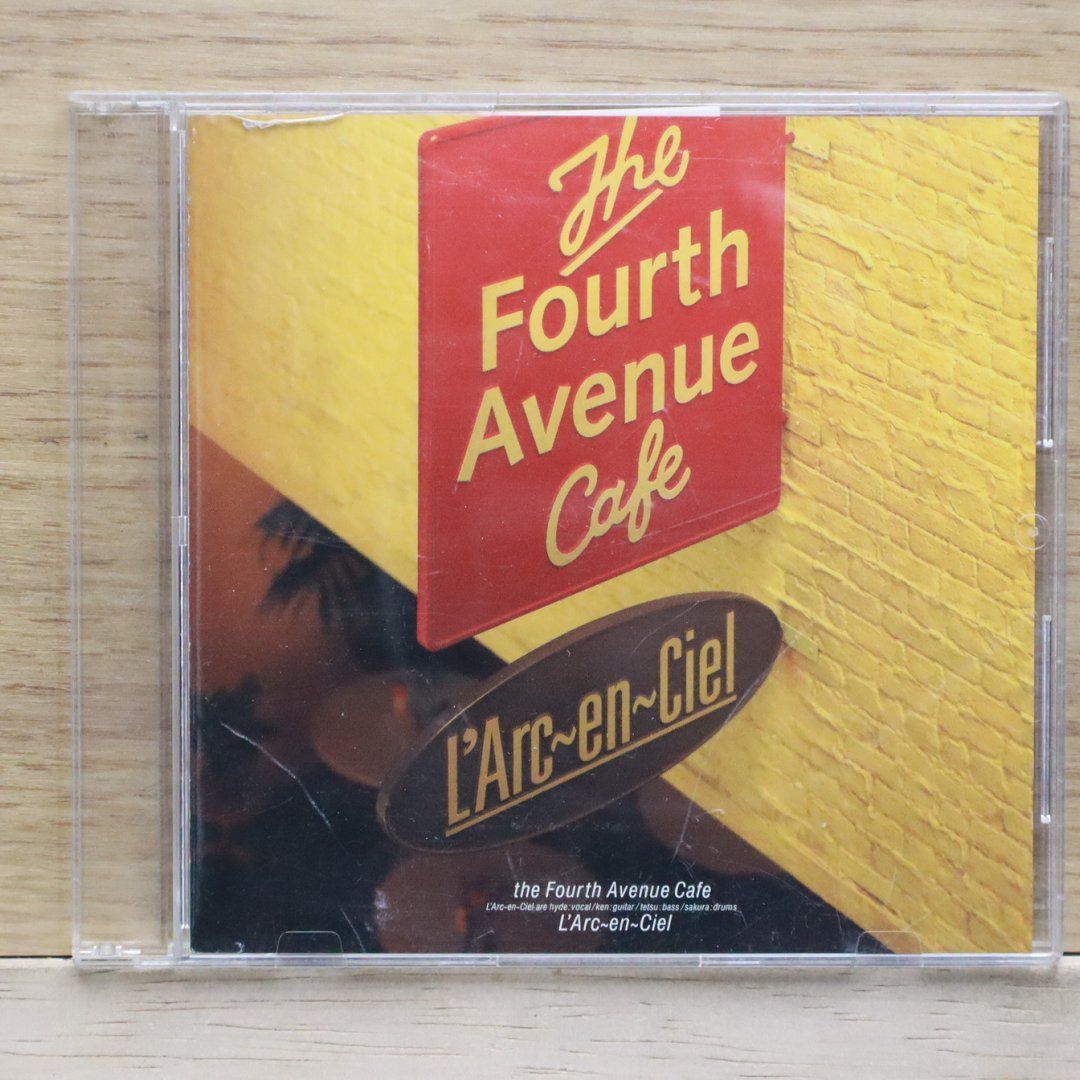 The
Fourth
Avenue
Cafe
L'Arc~en~Ciel
the Fourth Avenue Cafe
L'Arc~en~Ciel are hyde:vocal/ken:guitar/tetsu:bass/sakura:drums
L'Arc~en~Ciel